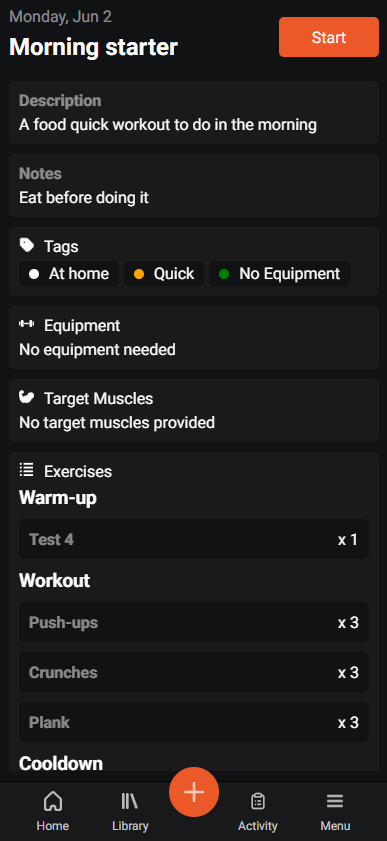 Monday, Jun 2
Morning starter
Start
Description
A food quick workout to do in the morning
Notes
Eat before doing it
Tags
At home
Quick
No Equipment
Equipment
No equipment needed
Target Muscles
No target muscles provided
Exercises
Warm-up
Test 4 x 1
Workout
Push-ups x 3
Crunches x 3
Plank x 3
Cooldown
Home Library Activity Menu